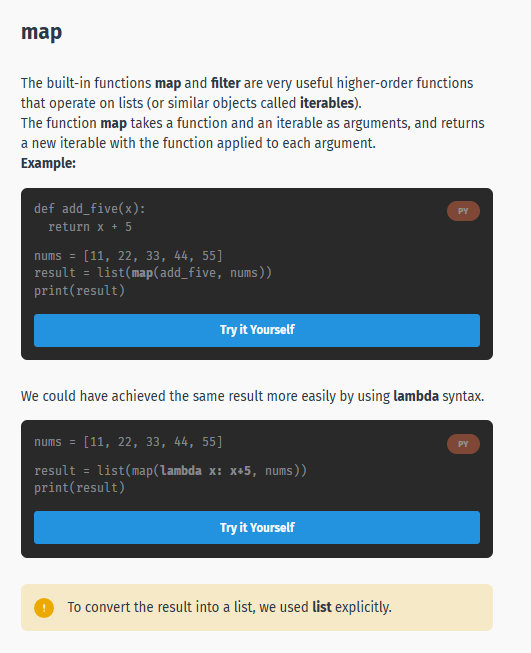 map
The built-in functions map and filter are very useful higher-order functions
that operate on lists (or similar objects called iterables).
The function map takes a function and an iterable as arguments, and returns
a new iterable with the function applied to each argument.
Example:
PY
def add_five(x):
  return x + 5
nums = [11, 22, 33, 44, 55]
result = list(map(add_five, nums))
print(result)
Try it Yourself
We could have achieved the same result more easily by using lambda syntax.
PY
nums = [11, 22, 33, 44, 55]
result = list(map(lambda x: x+5, nums))
print(result)
Try it Yourself
! To convert the result into a list, we used list explicitly.